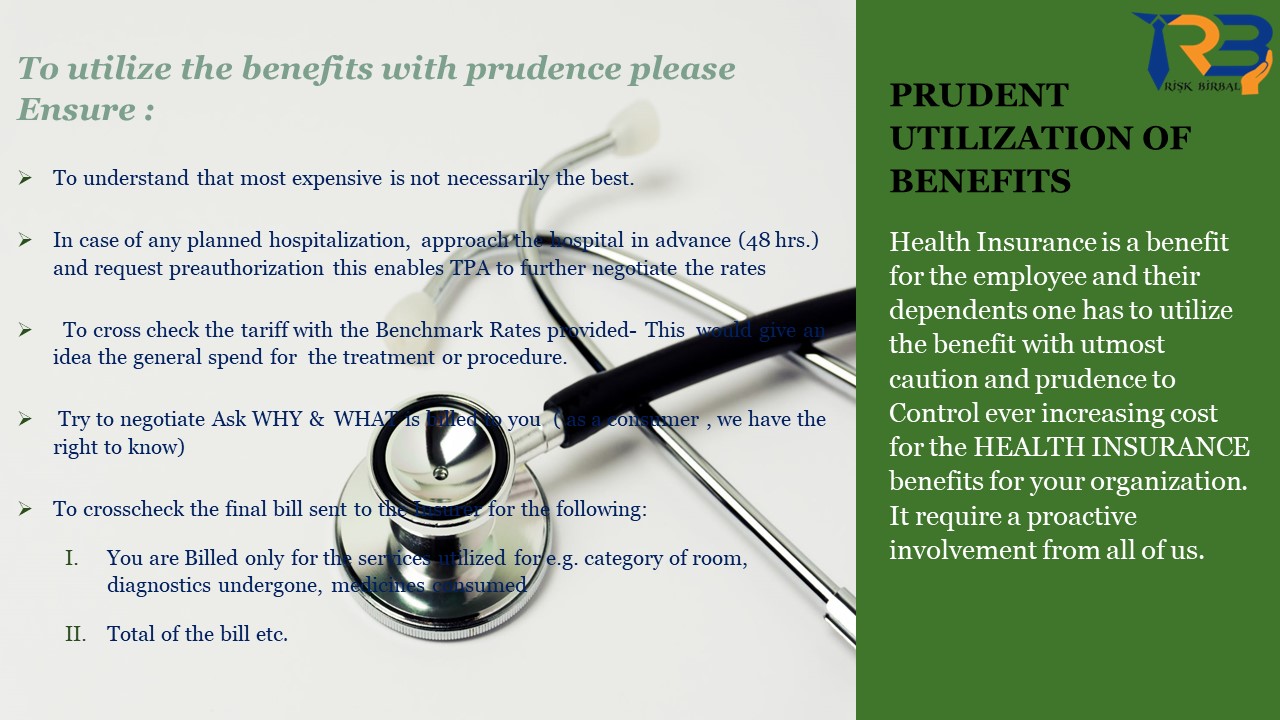 To utilize the benefits with prudence please
Ensure :
To understand that most expensive is not necessarily the best.
In case of any planned hospitalization, approach the hospital in advance (48 hrs.)
and request preauthorization this enables TPA to further negotiate the rates
To cross check the tariff with the Benchmark Rates provided- This would give an
idea the general spend for the treatment or procedure.
Try to negotiate Ask WHY & WHAT is billed to you ( as a consumer , we have the
right to know)
To crosscheck the final bill sent to the Insurer for the following:
I. You are Billed only for the services utilized for e.g. category of room,
diagnostics undergone, medicines consumed
II. Total of the bill etc.
RB
RISK BIRBAL
PRUDENT
UTILIZATION OF
BENEFITS
Health Insurance is a benefit
for the employee and their
dependents one has to utilize
the benefit with utmost
caution and prudence to
Control ever increasing cost
for the HEALTH INSURANCE
benefits for your organization.
It require a proactive
involvement from all of us.